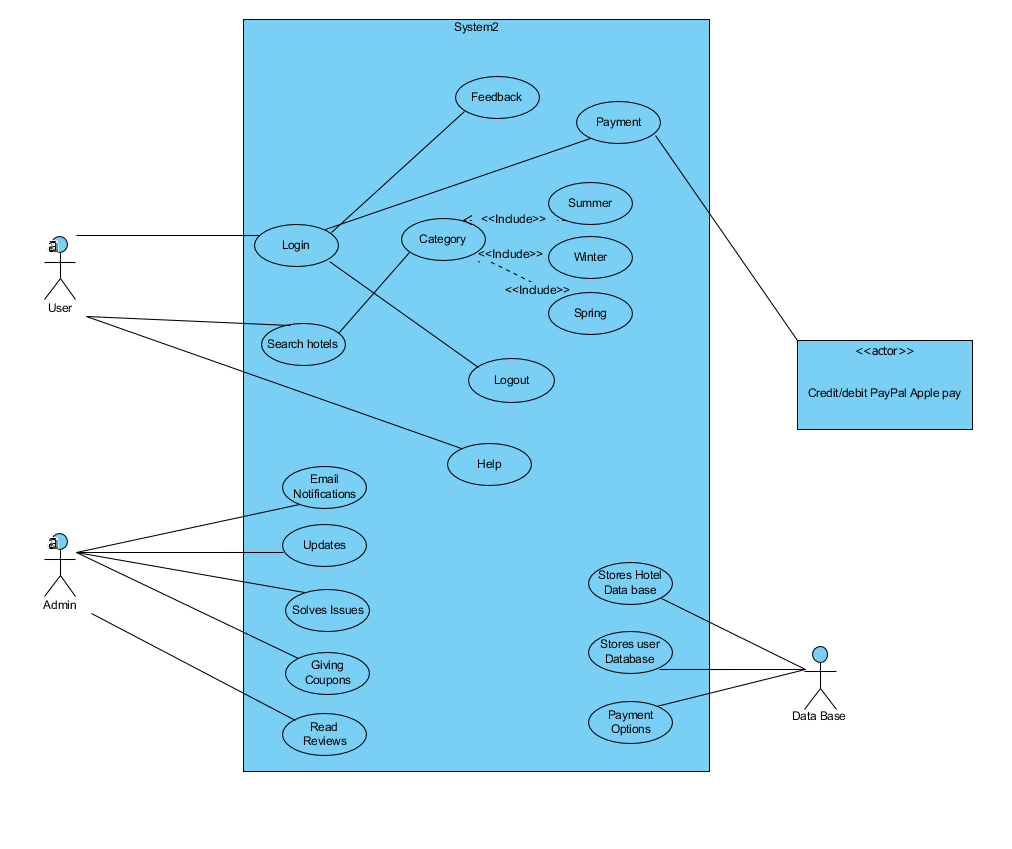 System2
Feedback
Payment
Summer
<<Include>>
Category
Login
<<Include>>
Winter
<<Include>>
User
Spring
Search hotels
<<actor>>
Logout
Credit/debit PayPal Apple pay
Help
Email
Notifications
Updates
Stores Hotel
Data base
Admin
Solves Issues
Stores user
Database
Giving
Coupons
Payment
Options
Data Base
Read
Reviews